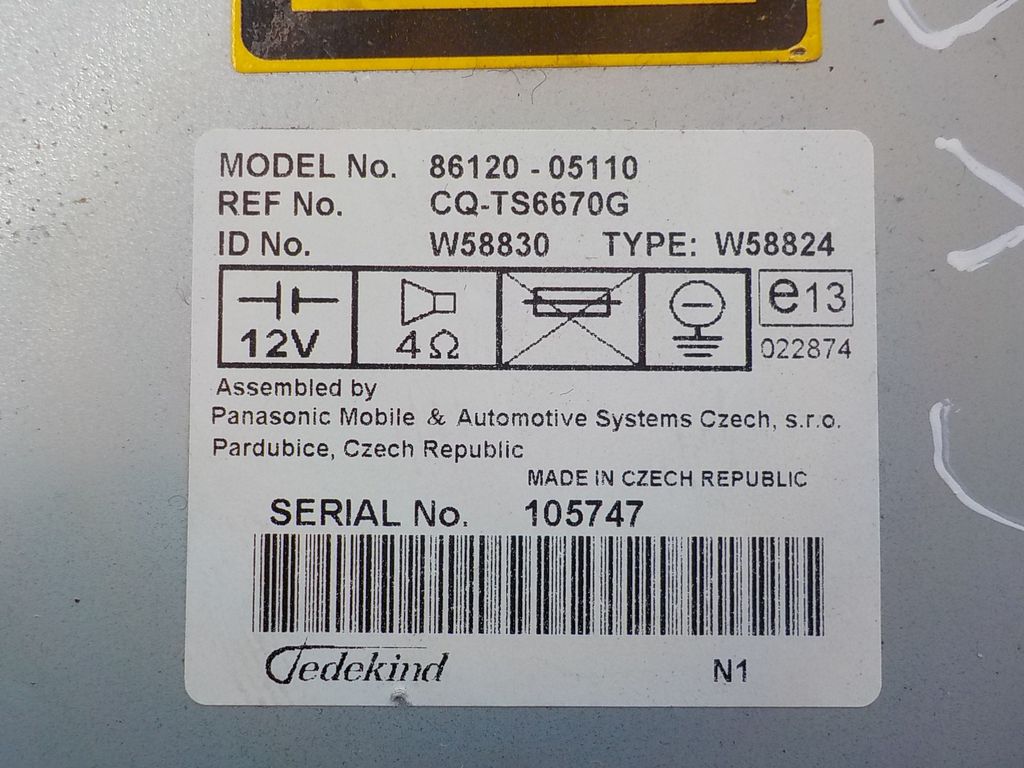 MODEL No. 86120 - 05110
REF No. CQ-TS6670G
ID No. W58830 TYPE: W58824
12V 4Ω e13
022874
Assembled by
Panasonic Mobile & Automotive Systems Czech, s.r.o.
Pardubice, Czech Republic
MADE IN CZECH REPUBLIC
SERIAL No. 105747
Tedekind N1